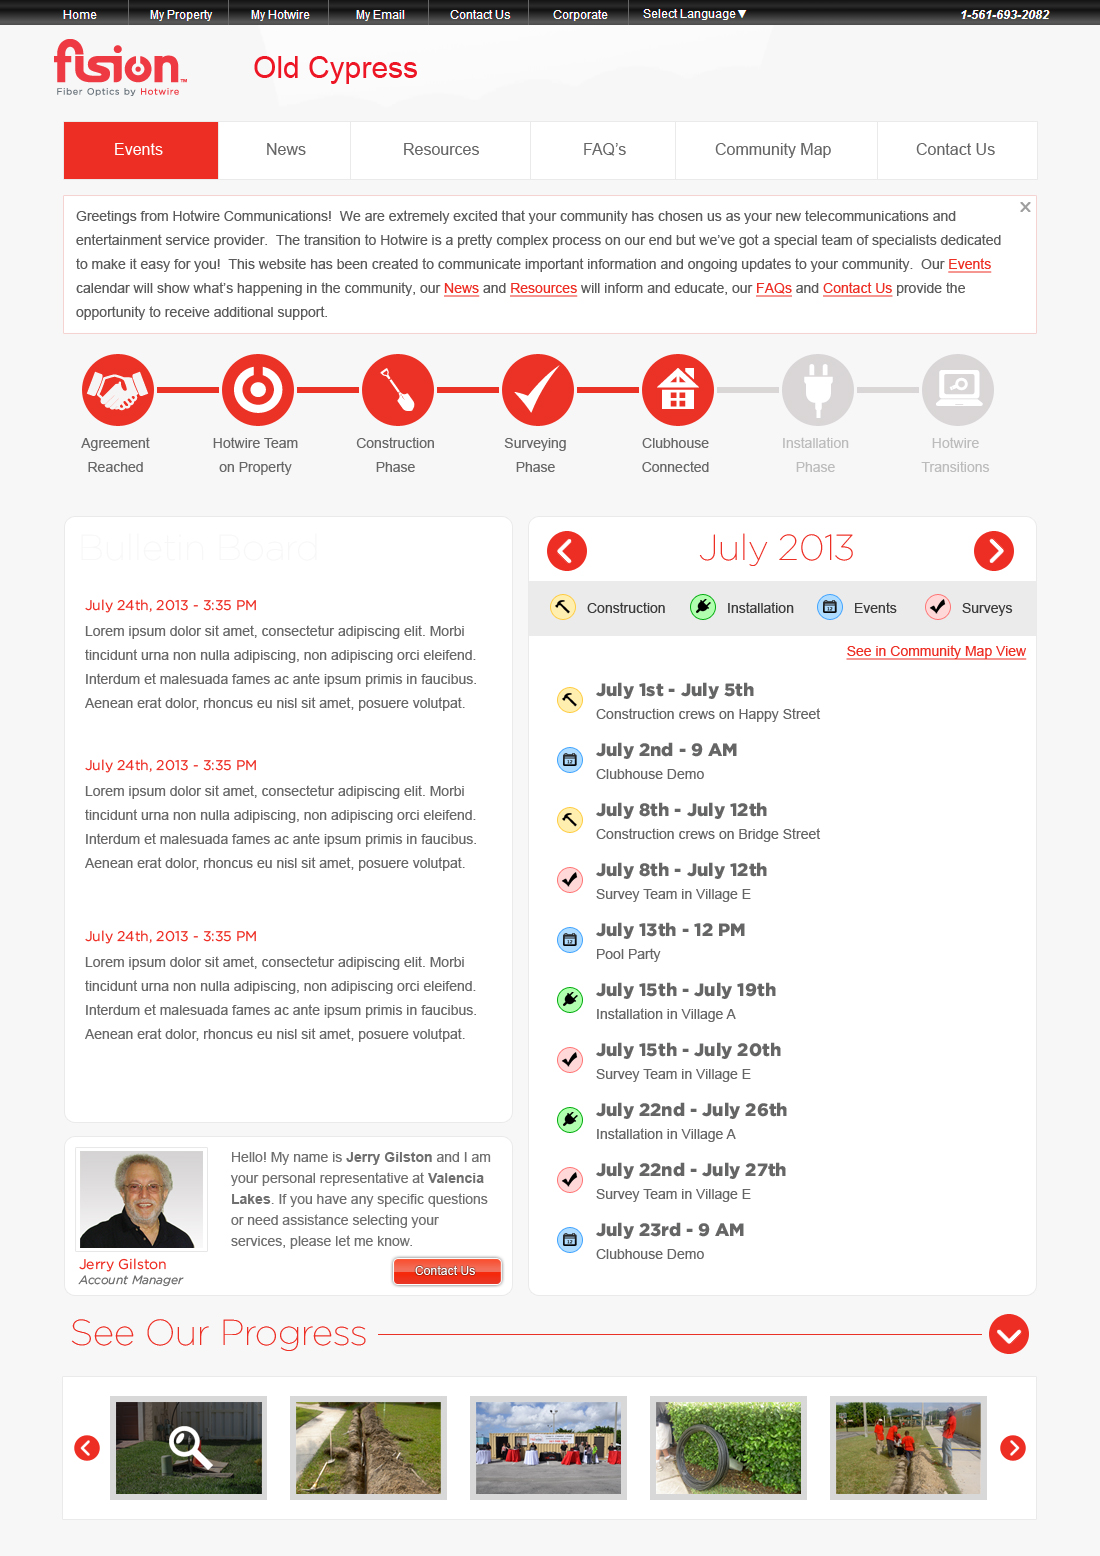 Home My Property My Hotwire My Email Contact Us Corporate Select Language▼ 1-561-693-2082
fision™
Fiber Optics by Hotwire
Old Cypress
Events News Resources FAQ's Community Map Contact Us
Greetings from Hotwire Communications! We are extremely excited that your community has chosen us as your new telecommunications and
entertainment service provider. The transition to Hotwire is a pretty complex process on our end but we've got a special team of specialists dedicated
to make it easy for you! This website has been created to communicate important information and ongoing updates to your community. Our Events
calendar will show what's happening in the community, our News and Resources will inform and educate, our FAQs and Contact Us provide the
opportunity to receive additional support.
Agreement
Reached
Hotwire Team
on Property
Construction
Phase
Surveying
Phase
Clubhouse
Connected
Installation
Phase
Hotwire
Transitions
Bulletin Board
July 24th, 2013 - 3:35 PM
Lorem ipsum dolor sit amet, consectetur adipiscing elit. Morbi
tincidunt urna non nulla adipiscing, non adipiscing orci eleifend.
Interdum et malesuada fames ac ante ipsum primis in faucibus.
Aenean erat dolor, rhoncus eu nisl sit amet, posuere volutpat.
July 24th, 2013 - 3:35 PM
Lorem ipsum dolor sit amet, consectetur adipiscing elit. Morbi
tincidunt urna non nulla adipiscing, non adipiscing orci eleifend.
Interdum et malesuada fames ac ante ipsum primis in faucibus.
Aenean erat dolor, rhoncus eu nisl sit amet, posuere volutpat.
July 24th, 2013 - 3:35 PM
Lorem ipsum dolor sit amet, consectetur adipiscing elit. Morbi
tincidunt urna non nulla adipiscing, non adipiscing orci eleifend.
Interdum et malesuada fames ac ante ipsum primis in faucibus.
Aenean erat dolor, rhoncus eu nisl sit amet, posuere volutpat.
Hello! My name is Jerry Gilston and I am
your personal representative at Valencia
Lakes. If you have any specific questions
or need assistance selecting your
services, please let me know.
Jerry Gilston
Account Manager
Contact Us
July 2013
Construction Installation Events Surveys
See in Community Map View
July 1st - July 5th
Construction crews on Happy Street
July 2nd - 9 AM
Clubhouse Demo
July 8th - July 12th
Construction crews on Bridge Street
July 8th - July 12th
Survey Team in Village E
July 13th - 12 PM
Pool Party
July 15th - July 19th
Installation in Village A
July 15th - July 20th
Survey Team in Village E
July 22nd - July 26th
Installation in Village A
July 22nd - July 27th
Survey Team in Village E
July 23rd - 9 AM
Clubhouse Demo
See Our Progress